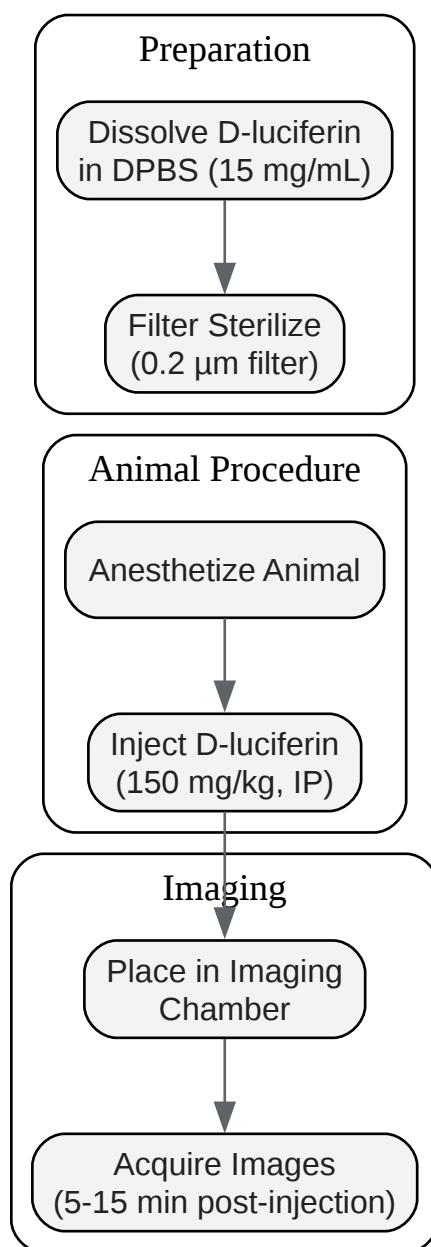 Preparation
Dissolve D-luciferin
in DPBS (15 mg/mL)
Filter Sterilize
(0.2 µm filter)
Animal Procedure
Anesthetize Animal
Inject D-luciferin
(150 mg/kg, IP)
Imaging
Place in Imaging
Chamber
Acquire Images
(5-15 min post-injection)